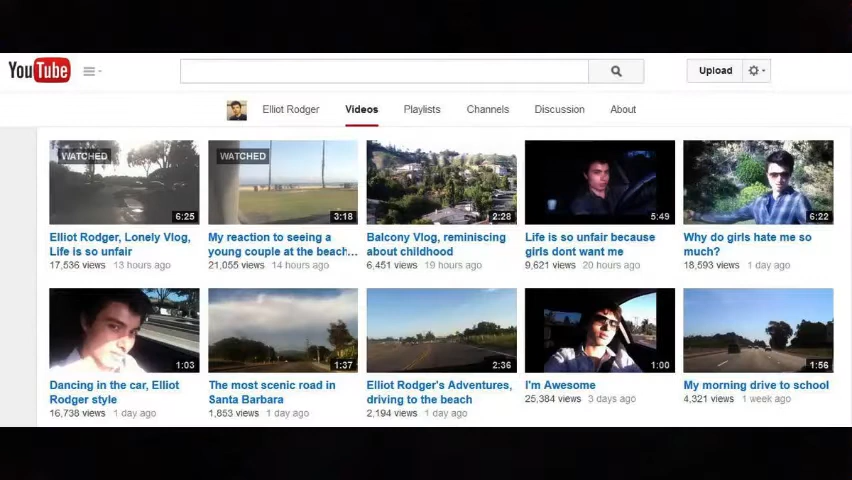 YouTube
Upload
Elliot Rodger Videos Playlists Channels Discussion About
WATCHED
6:25
WATCHED
3:18
2:28
5:49
6:22
Elliot Rodger, Lonely Vlog,
Life is so unfair
17,536 views 13 hours ago
My reaction to seeing a
young couple at the beach...
21,055 views 14 hours ago
Balcony Vlog, reminiscing
about childhood
6,451 views 19 hours ago
Life is so unfair because
girls dont want me
9,621 views 20 hours ago
Why do girls hate me so
much?
18,593 views 1 day ago
1:03
1:37
2:36
1:00
1:56
Dancing in the car, Elliot
Rodger style
16,738 views 1 day ago
The most scenic road in
Santa Barbara
1,853 views 1 day ago
Elliot Rodger's Adventures,
driving to the beach
2,194 views 1 day ago
I'm Awesome
25,384 views 3 days ago
My morning drive to school
4,321 views 1 week ago